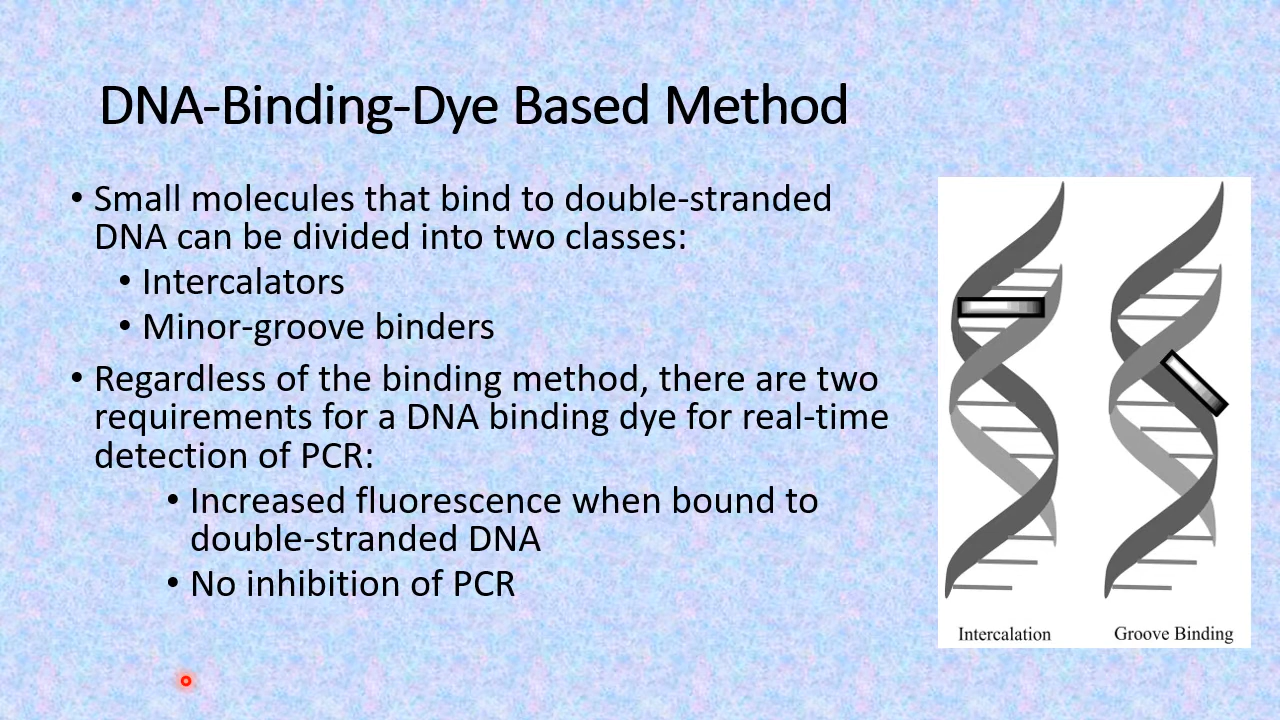 DNA-Binding-Dye Based Method
• Small molecules that bind to double-stranded
DNA can be divided into two classes:
• Intercalators
• Minor-groove binders
• Regardless of the binding method, there are two
requirements for a DNA binding dye for real-time
detection of PCR:
• Increased fluorescence when bound to
double-stranded DNA
• No inhibition of PCR
Intercalation
Groove Binding